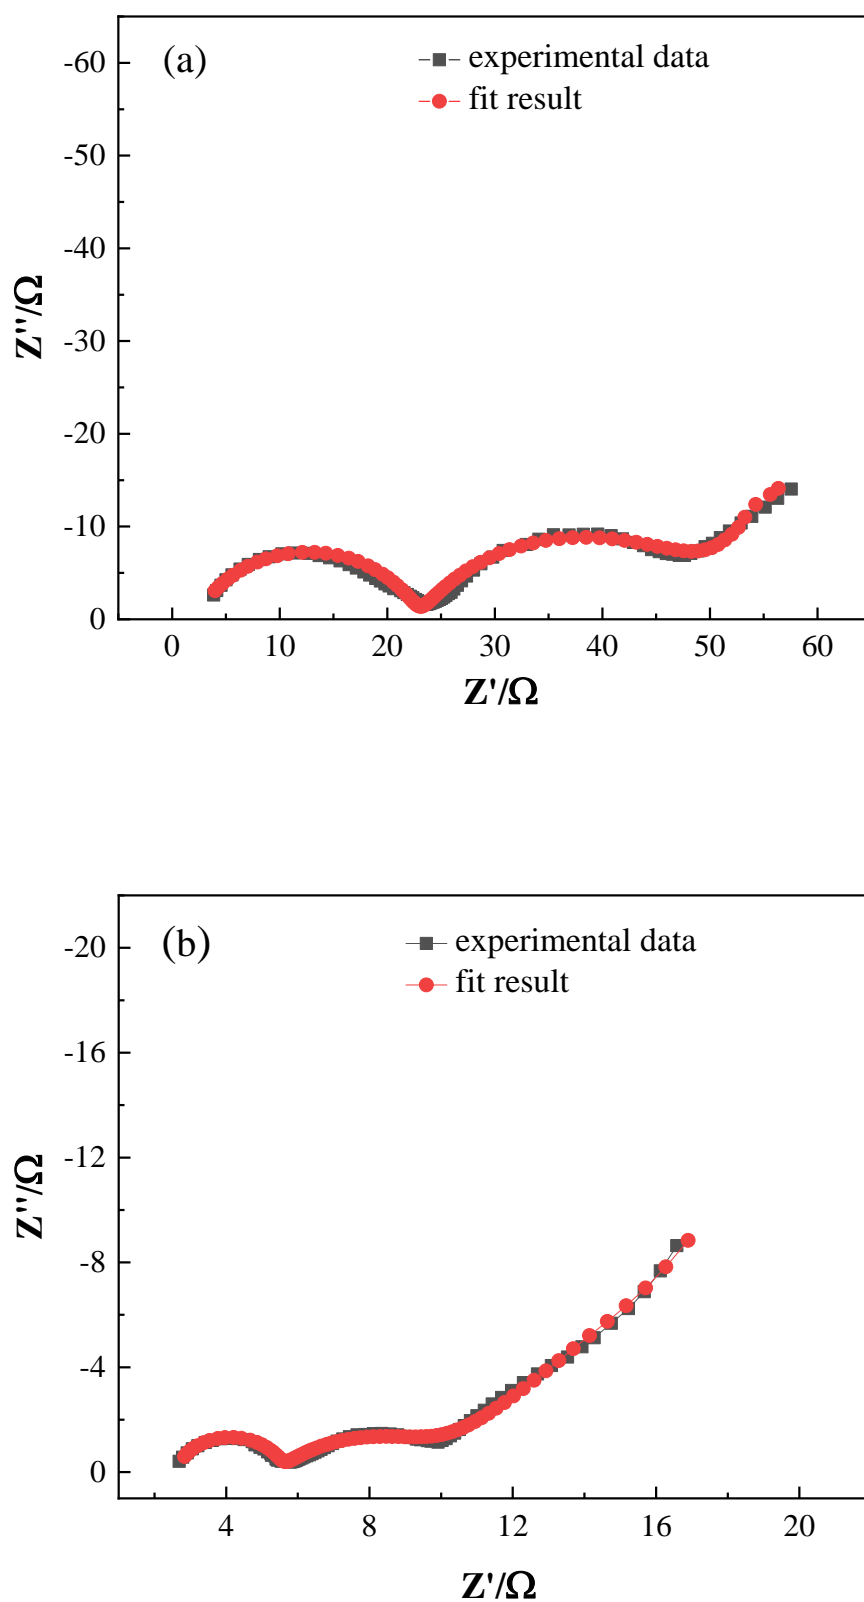 (a)
experimental data
fit result
-60
-50
-40
-30
-20
-10
0
Z''/Ω
0 10 20 30 40 50 60
Z'/Ω
(b)
experimental data
fit result
-20
-16
-12
-8
-4
0
Z''/Ω
4 8 12 16 20
Z'/Ω